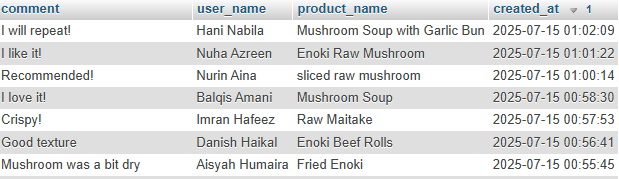 comment user_name product_name created_at 1
I will repeat! Hani Nabila Mushroom Soup with Garlic Bun 2025-07-15 01:02:09
I like it! Nuha Azreen Enoki Raw Mushroom 2025-07-15 01:01:22
Recommended! Nurin Aina sliced raw mushroom 2025-07-15 01:00:14
I love it! Balqis Amani Mushroom Soup 2025-07-15 00:58:30
Crispy! Imran Hafeez Raw Maitake 2025-07-15 00:57:53
Good texture Danish Haikal Enoki Beef Rolls 2025-07-15 00:56:41
Mushroom was a bit dry Aisyah Humaira Fried Enoki 2025-07-15 00:55:45